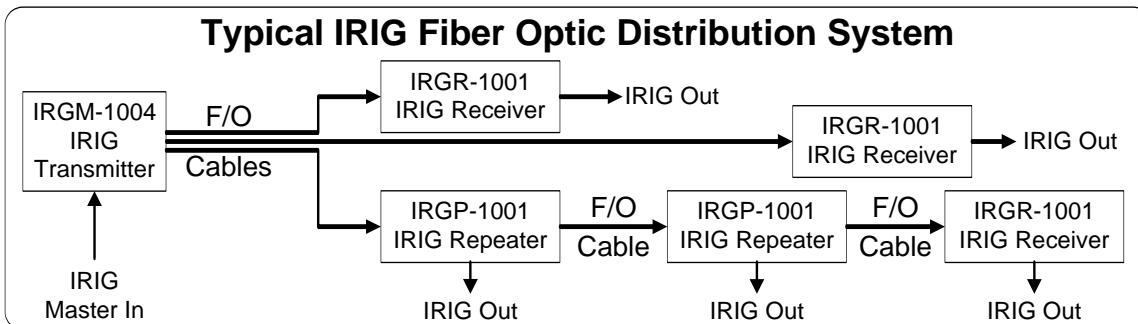 Typical IRIG Fiber Optic Distribution System
IRGM-1004
IRIG
Transmitter
F/O
Cables
IRGR-1001
IRIG Receiver
IRIG Out
IRGR-1001
IRIG Receiver
IRIG Out
IRIG
Master In
IRGP-1001
IRIG Repeater
IRIG Out
F/O
Cable
IRGP-1001
IRIG Repeater
IRIG Out
F/O
Cable
IRGR-1001
IRIG Receiver
IRIG Out